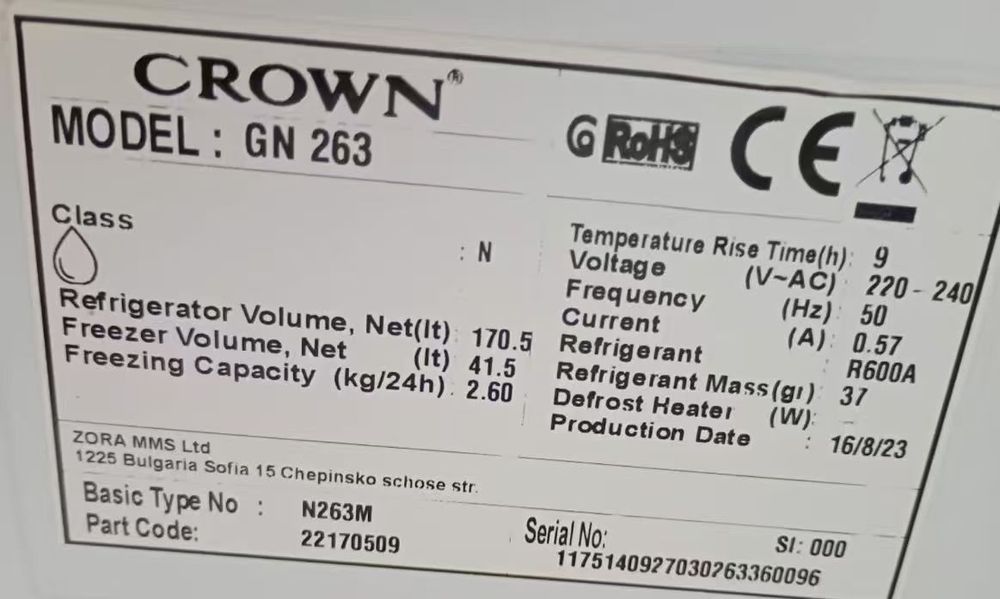 CROWN®
MODEL : GN 263
G RoHS CE
Class : N
Refrigerator Volume, Net(lt) : 170.5
Freezer Volume, Net (lt) : 41.5
Freezing Capacity (kg/24h) : 2.60
Temperature Rise Time(h): 9
Voltage (V~AC) : 220 - 240
Frequency (Hz) : 50
Current (A) : 0.57
Refrigerant : R600A
Refrigerant Mass(gr) : 37
Defrost Heater (W): -
Production Date : 16/8/23
ZORA MMS Ltd
1225 Bulgaria Sofia 15 Chepinsko schose str.
Basic Type No : N263M
Part Code: 22170509
Serial No: SI: 000
1175140927030263360096